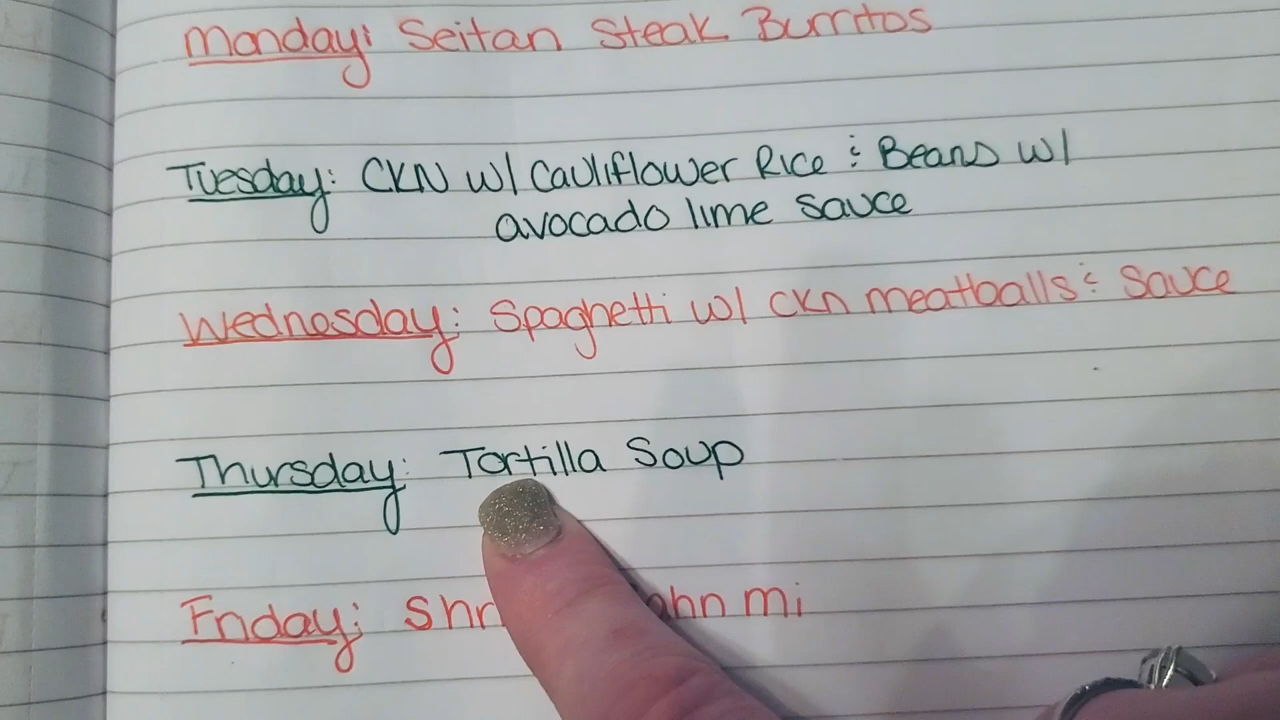 Monday: Seitan Steak Burritos
Tuesday: CKN w/ Cauliflower Rice & Beans w/
avocado lime sauce
Wednesday: Spaghetti w/ ckn meatballs & Sauce
Thursday: Tortilla Soup
Friday: mi